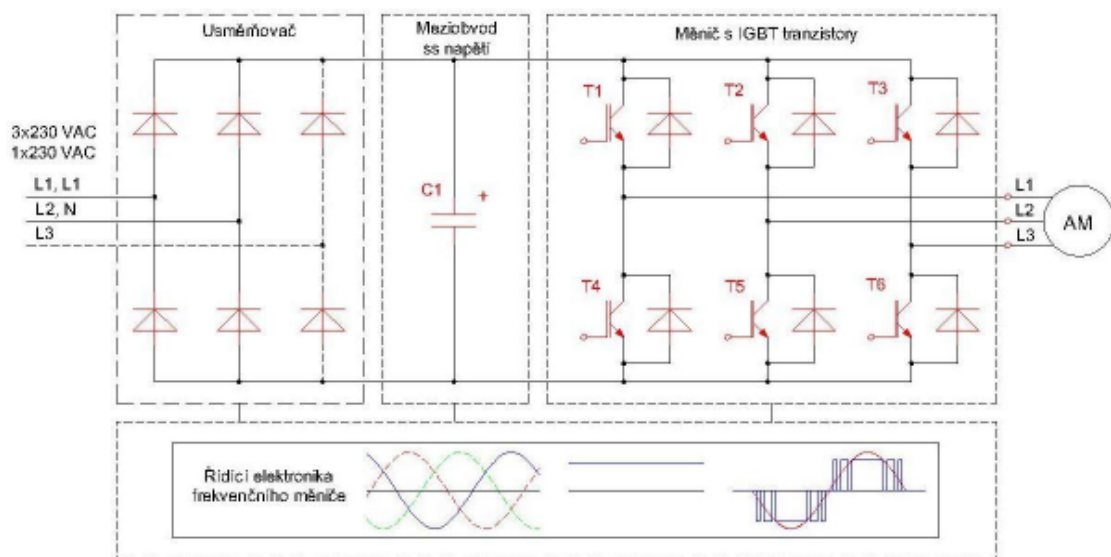 Usměrňovač
Meziobvod
ss napětí
Měnič s IGBT tranzistory
3x230 VAC
1x230 VAC
L1, L1
L2, N
L3
C1
+
T1
T2
T3
T4
T5
T6
L1
L2
L3
AM
Řídící elektronika
frekvenčního měniče